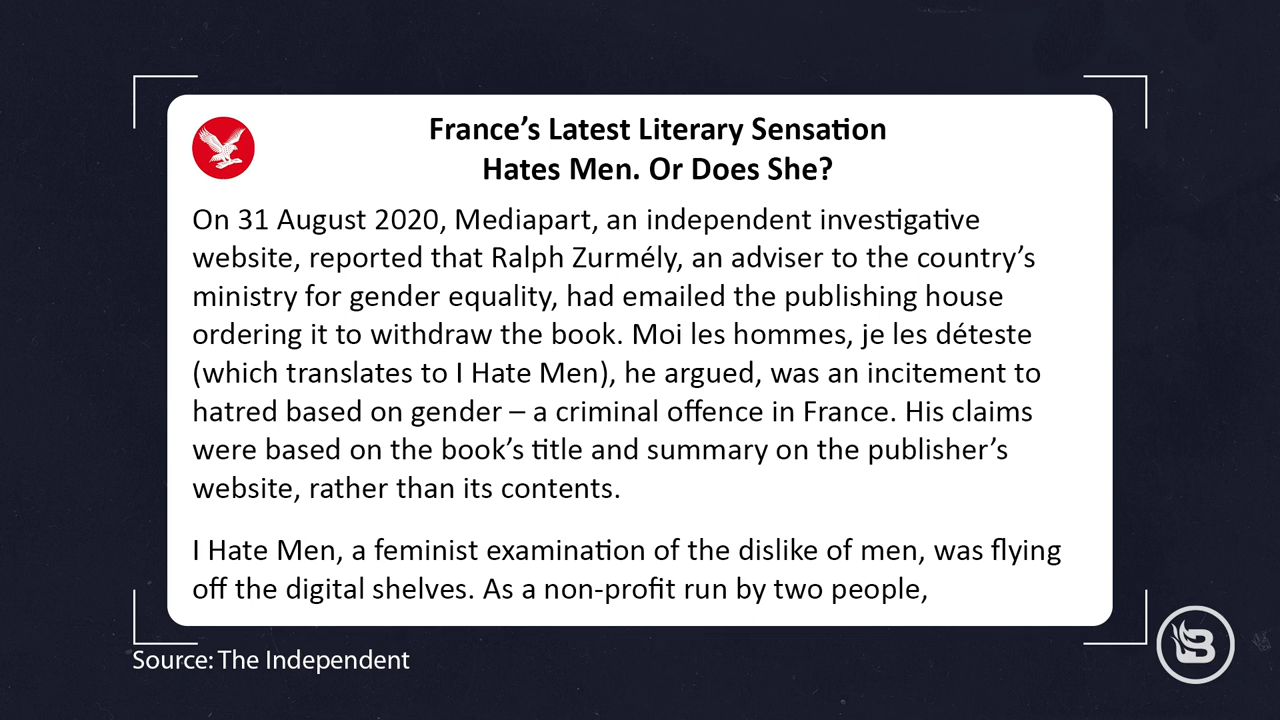 France’s Latest Literary Sensation
Hates Men. Or Does She?
On 31 August 2020, Mediapart, an independent investigative
website, reported that Ralph Zurmély, an adviser to the country’s
ministry for gender equality, had emailed the publishing house
ordering it to withdraw the book. Moi les hommes, je les déteste
(which translates to I Hate Men), he argued, was an incitement to
hatred based on gender – a criminal offence in France. His claims
were based on the book’s title and summary on the publisher’s
website, rather than its contents.
I Hate Men, a feminist examination of the dislike of men, was flying
off the digital shelves. As a non-profit run by two people,
Source: The Independent
B